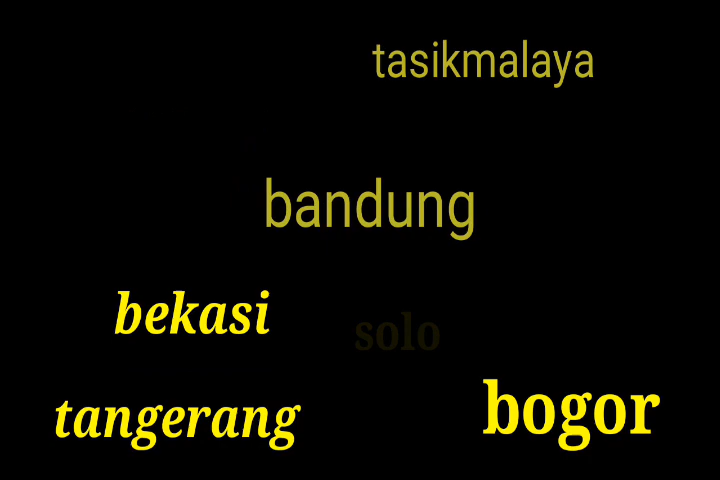 tasikmalaya
bandung
bekasi
solo
tangerang
bogor